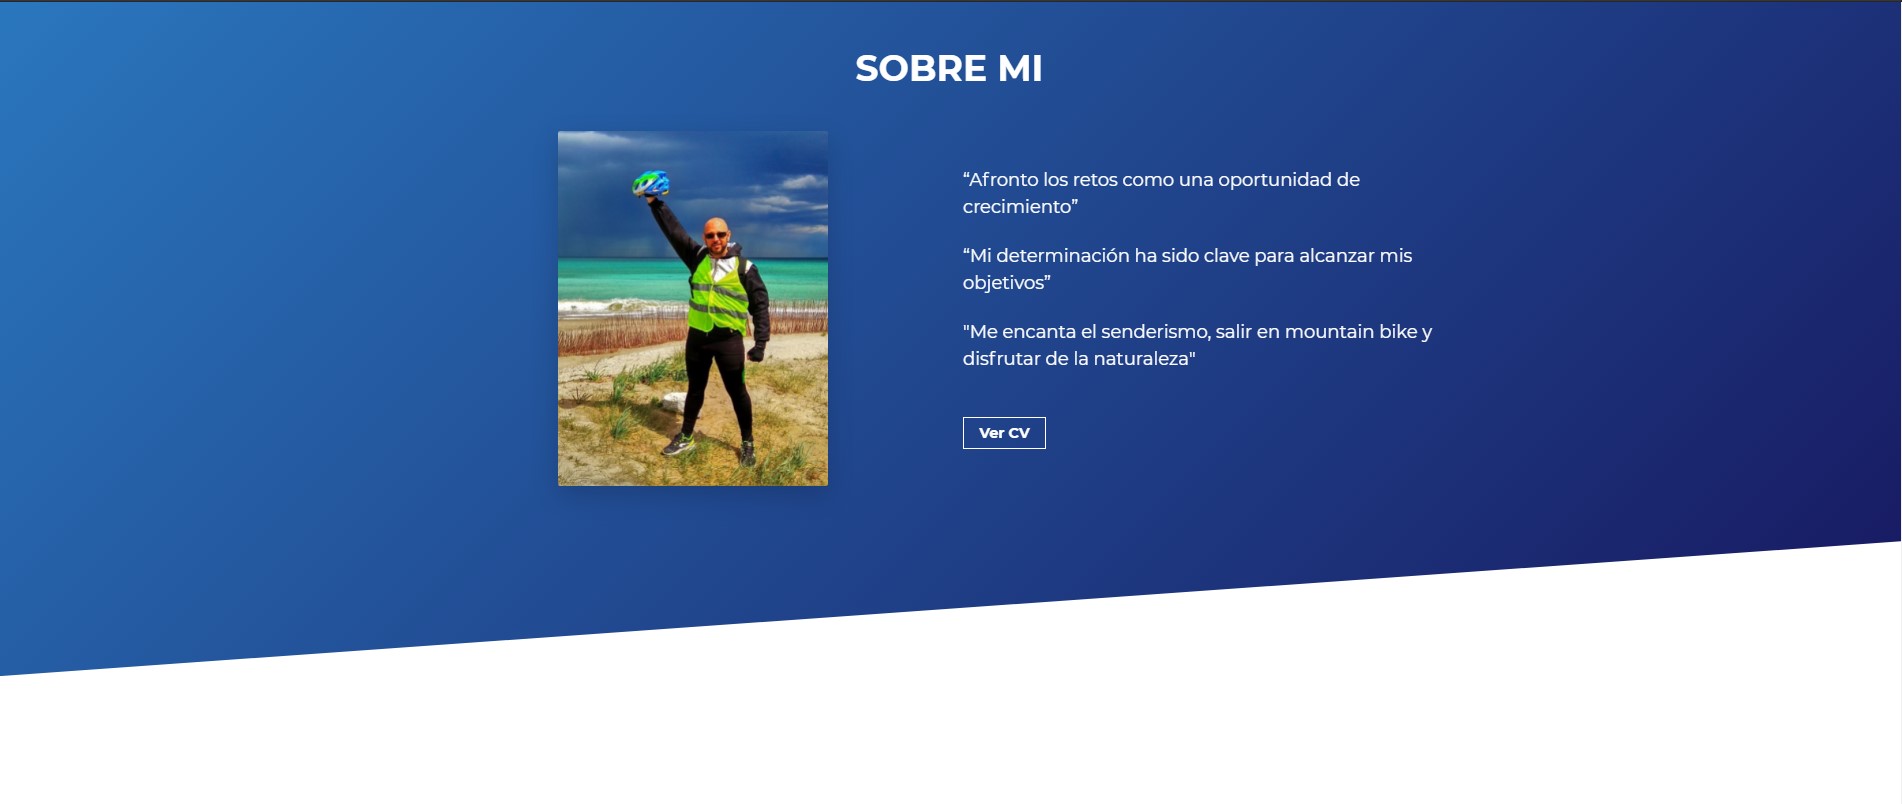 SOBRE MI
“Afronto los retos como una oportunidad de
crecimiento”
“Mi determinación ha sido clave para alcanzar mis
objetivos”
"Me encanta el senderismo, salir en mountain bike y
disfrutar de la naturaleza"
Ver CV